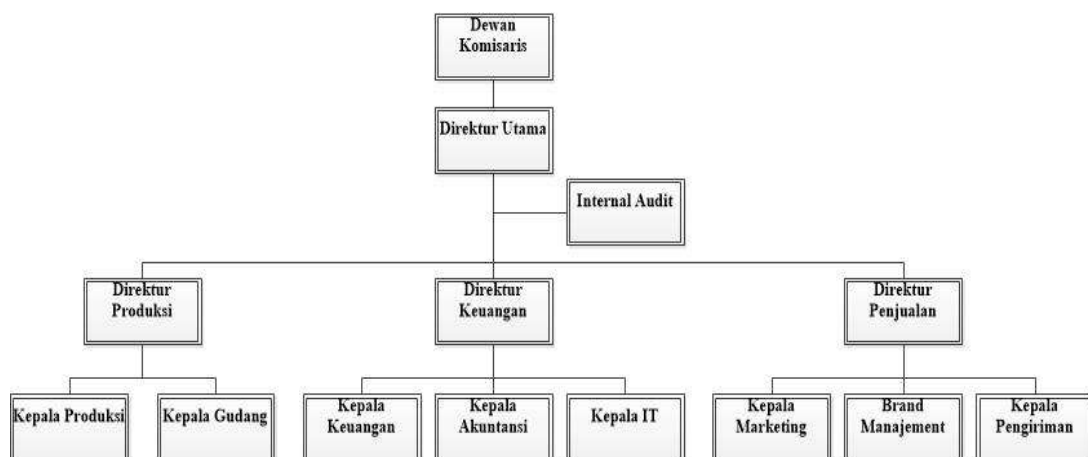 Dewan
Komisaris
Direktur Utama
Internal Audit
Direktur
Produksi
Direktur
Keuangan
Direktur
Penjualan
Kepala Produksi
Kepala Gudang
Kepala
Keuangan
Kepala
Akuntansi
Kepala IT
Kepala
Marketing
Brand
Manajement
Kepala
Pengiriman